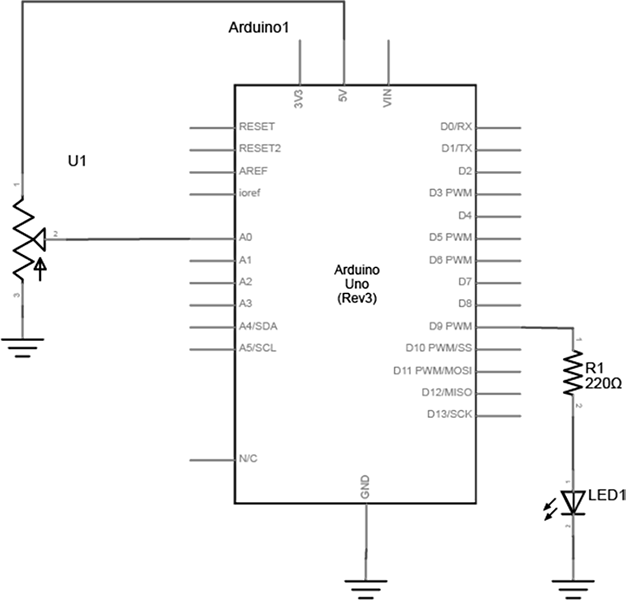 Arduino1
3V3
5V
VIN
RESET
RESET2
AREF
ioref
A0
A1
A2
A3
A4/SDA
A5/SCL
N/C
D0/RX
D1/TX
D2
D3 PWM
D4
D5 PWM
D6 PWM
D7
D8
D9 PWM
D10 PWM/SS
D11 PWM/MOSI
D12/MISO
D13/SCK
GND
Arduino
Uno
(Rev3)
U1
1
2
3
R1
220Ω
1
2
LED1
1
2